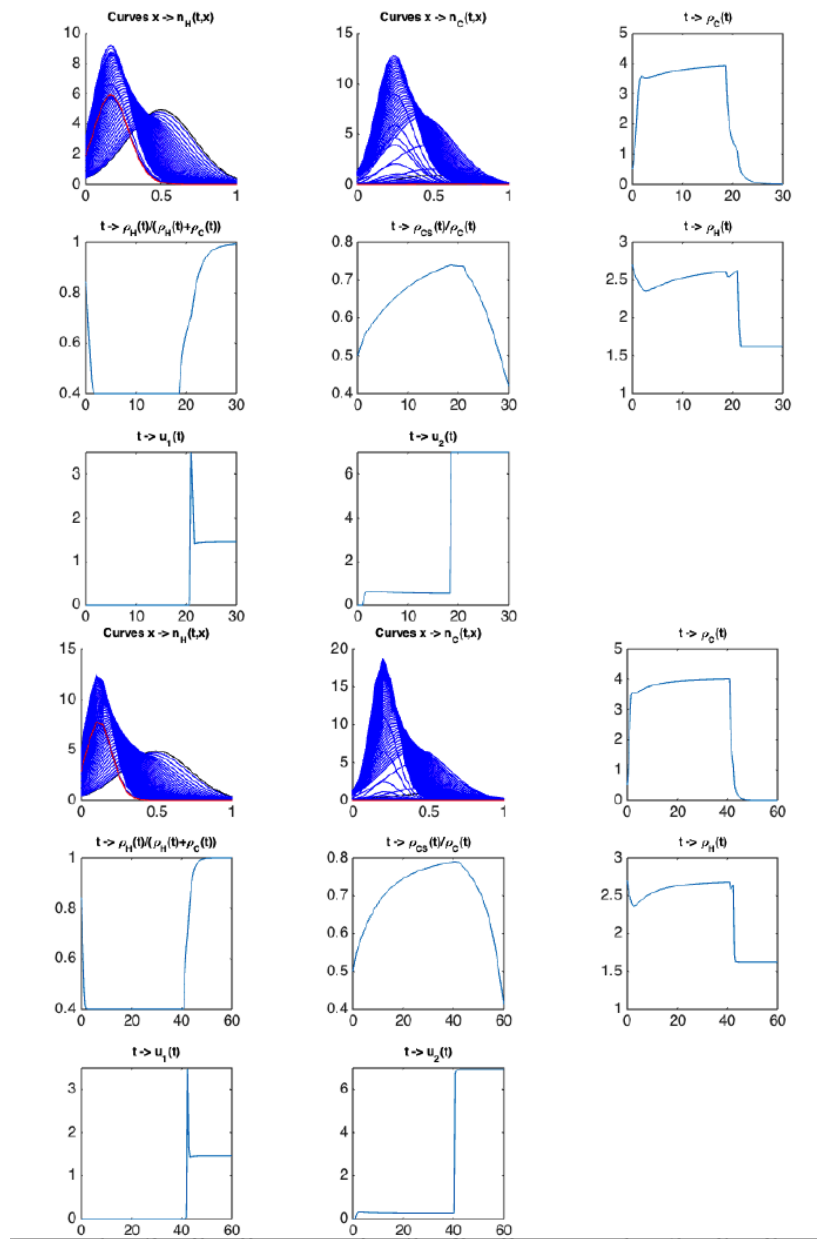 Curves x -> n_H(t,x)
Curves x -> n_C(t,x)
t -> ρ_C(t)
10
8
6
4
2
0
0 0.5 1
15
10
5
0
0 0.5 1
5
4
3
2
1
0
0 10 20 30
t -> ρ_H(t)/(ρ_H(t)+ρ_C(t))
t -> ρ_CS(t)/ρ_C(t)
t -> ρ_H(t)
1
0.8
0.6
0.4
0 10 20 30
0.8
0.7
0.6
0.5
0.4
0 10 20 30
3
2.5
2
1.5
1
0 10 20 30
t -> u_1(t)
t -> u_2(t)
3
2
1
0
0 10 20 30
6
4
2
0
0 10 20 30
Curves x -> n_H(t,x)
Curves x -> n_C(t,x)
t -> ρ_C(t)
15
10
5
0
0 0.5 1
20
15
10
5
0
0 0.5 1
5
4
3
2
1
0
0 20 40 60
t -> ρ_H(t)/(ρ_H(t)+ρ_C(t))
t -> ρ_CS(t)/ρ_C(t)
t -> ρ_H(t)
1
0.8
0.6
0.4
0 20 40 60
0.8
0.7
0.6
0.5
0.4
0 20 40 60
3
2.5
2
1.5
1
0 20 40 60
t -> u_1(t)
t -> u_2(t)
3
2
1
0
0 20 40 60
6
4
2
0
0 20 40 60